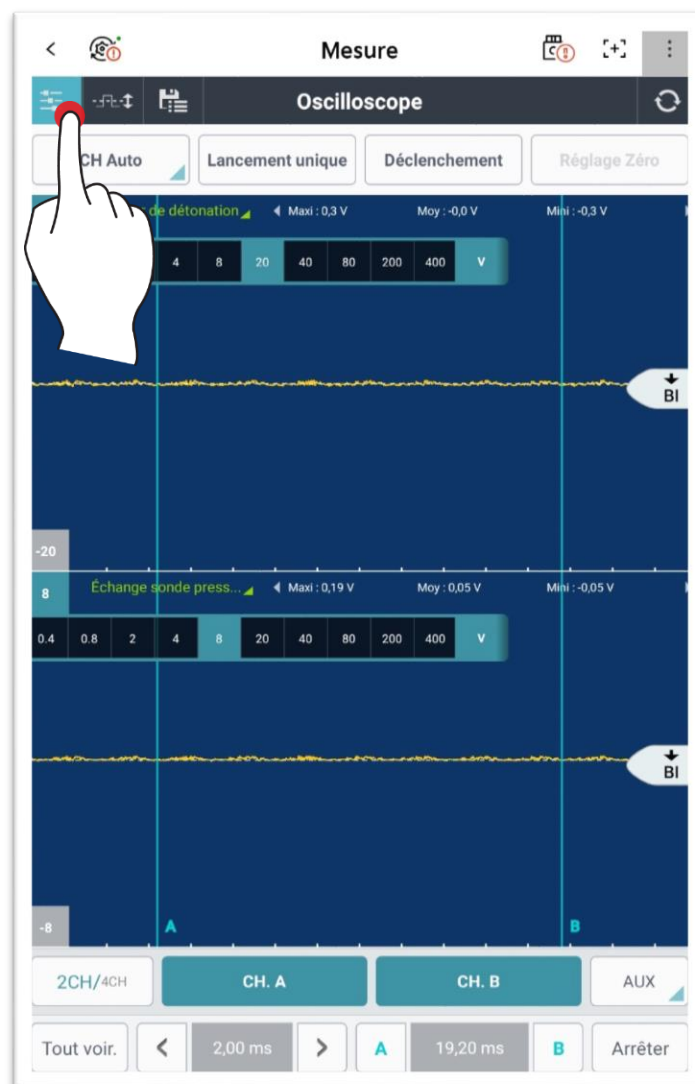 Mesure
Oscilloscope
CH Auto
Lancement unique
Déclenchement
Réglage Zéro
de détonation
Maxi : 0,3 V
Moy : -0,0 V
Mini : -0,3 V
4 8 20 40 80 200 400 V
BI
-20
8
Échange sonde press...
Maxi : 0,19 V
Moy : 0,05 V
Mini : -0,05 V
0.4 0.8 2 4 8 20 40 80 200 400 V
BI
-8
A
B
2CH/4CH
CH. A
CH. B
AUX
Tout voir.
2,00 ms
A
19,20 ms
B
Arrêter